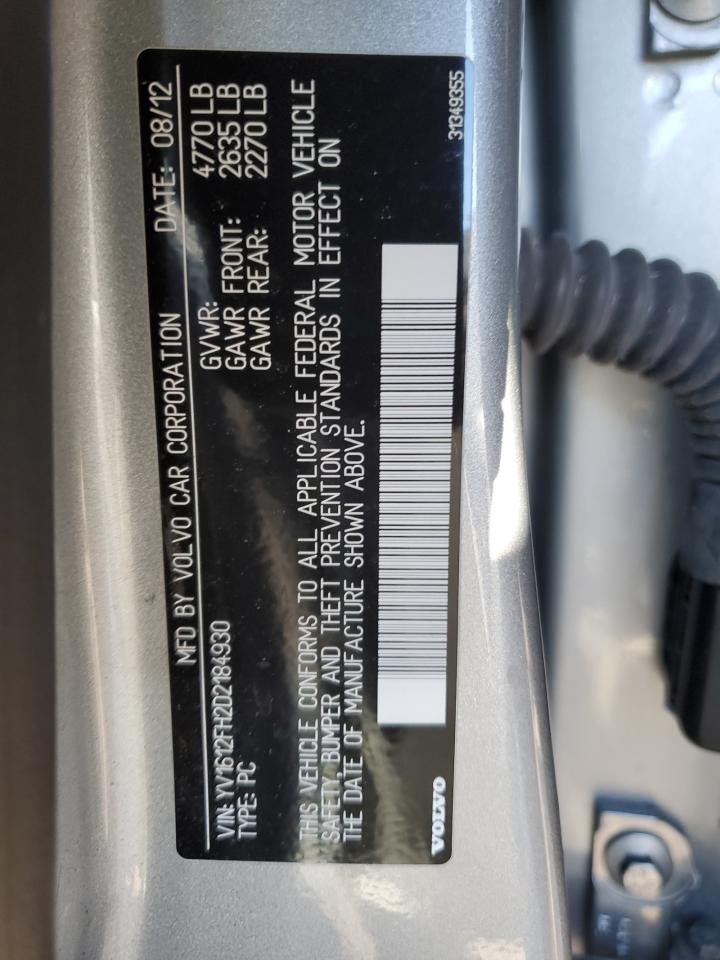 MFD BY VOLVO CAR CORPORATION DATE: 08/12
GVWR: 4770 LB
GAWR FRONT: 2635 LB
GAWR REAR: 2270 LB
VIN: YV1612FH2D2184930
TYPE: PC
THIS VEHICLE CONFORMS TO ALL APPLICABLE FEDERAL MOTOR VEHICLE
SAFETY, BUMPER AND THEFT PREVENTION STANDARDS IN EFFECT ON
THE DATE OF MANUFACTURE SHOWN ABOVE.
VOLVO
31349355